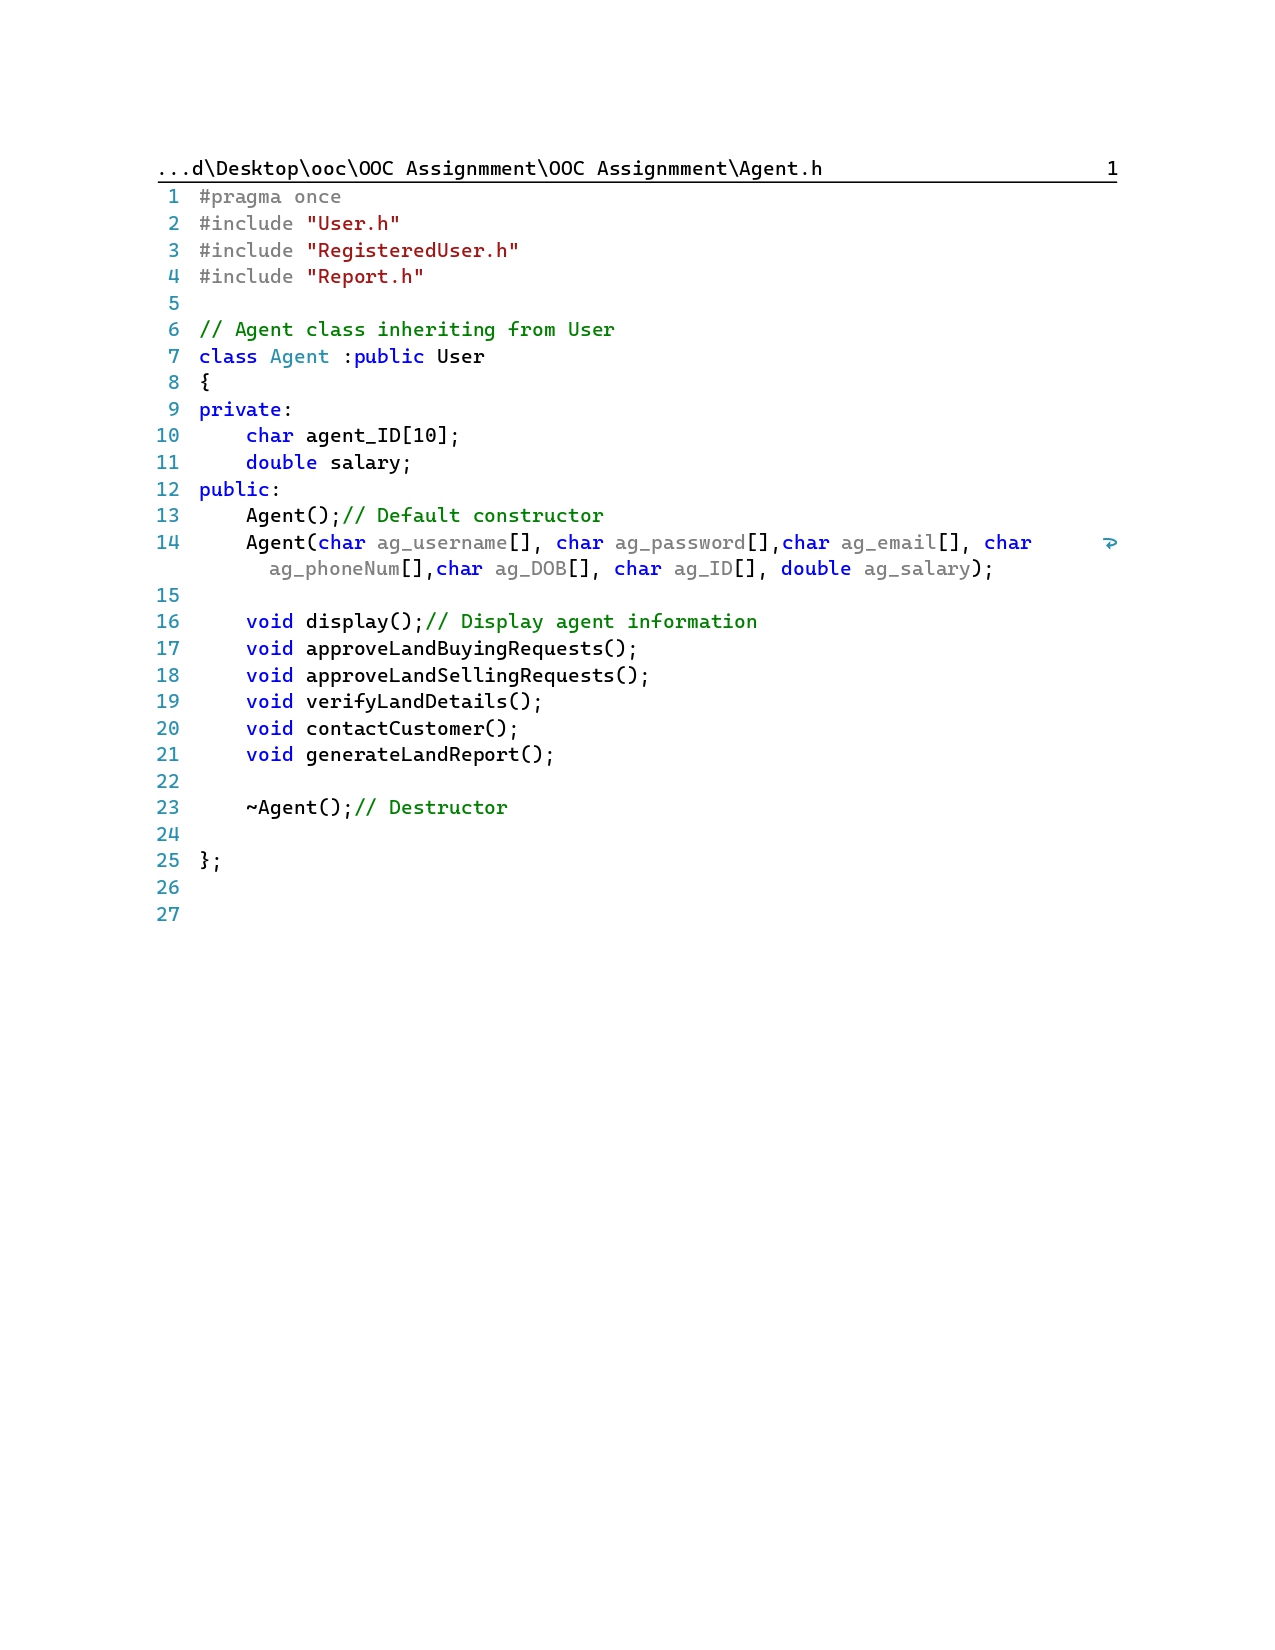 ...d\Desktop\ooc\OOC Assignmment\OOC Assignmment\Agent.h 1
1 #pragma once
2 #include "User.h"
3 #include "RegisteredUser.h"
4 #include "Report.h"
5
6 // Agent class inheriting from User
7 class Agent :public User
8 {
9 private:
10     char agent_ID[10];
11     double salary;
12 public:
13     Agent();// Default constructor
14     Agent(char ag_username[], char ag_password[],char ag_email[], char
ag_phoneNum[],char ag_DOB[], char ag_ID[], double ag_salary);
15
16     void display();// Display agent information
17     void approveLandBuyingRequests();
18     void approveLandSellingRequests();
19     void verifyLandDetails();
20     void contactCustomer();
21     void generateLandReport();
22
23     ~Agent();// Destructor
24
25 };
26
27